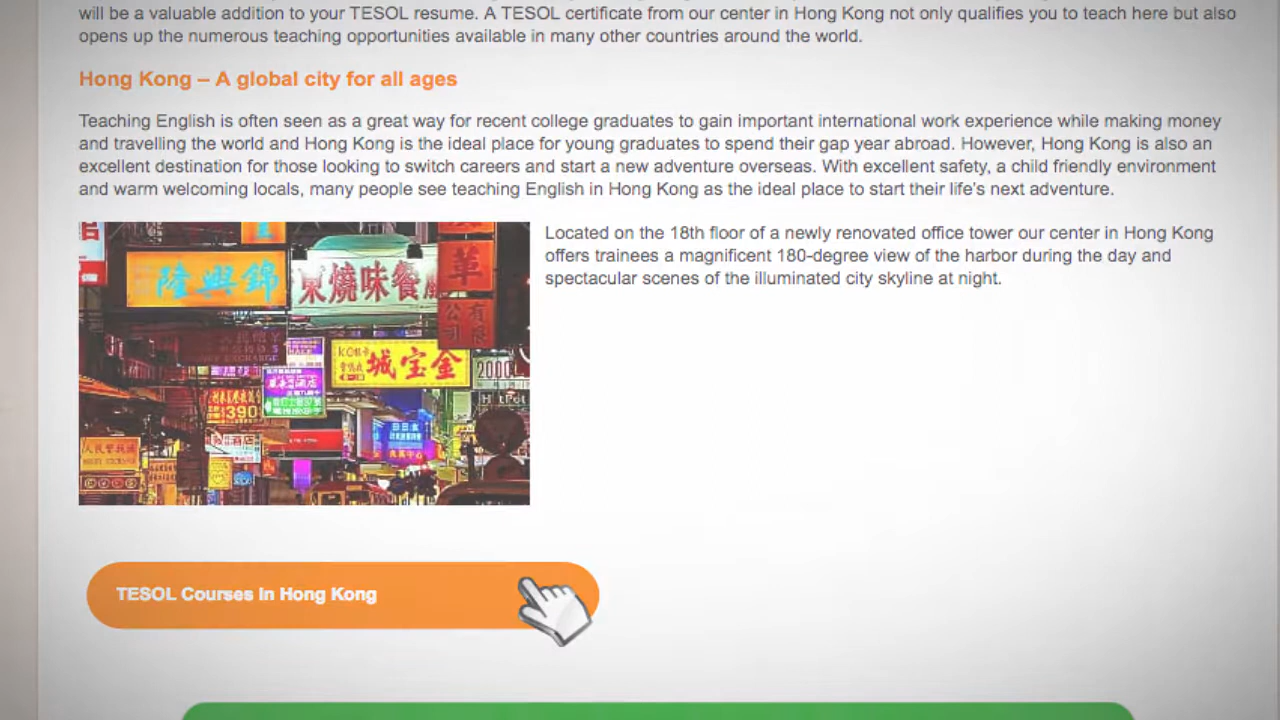 will be a valuable addition to your TESOL resume. A TESOL certificate from our center in Hong Kong not only qualifies you to teach here but also
opens up the numerous teaching opportunities available in many other countries around the world.
Hong Kong – A global city for all ages
Teaching English is often seen as a great way for recent college graduates to gain important international work experience while making money
and travelling the world and Hong Kong is the ideal place for young graduates to spend their gap year abroad. However, Hong Kong is also an
excellent destination for those looking to switch careers and start a new adventure overseas. With excellent safety, a child friendly environment
and warm welcoming locals, many people see teaching English in Hong Kong as the ideal place to start their life's next adventure.
Located on the 18th floor of a newly renovated office tower our center in Hong Kong
offers trainees a magnificent 180-degree view of the harbor during the day and
spectacular scenes of the illuminated city skyline at night.
隆興錦
東燒味餐
革
有限
公司
城宝金
2000
390
TESOL Courses In Hong Kong